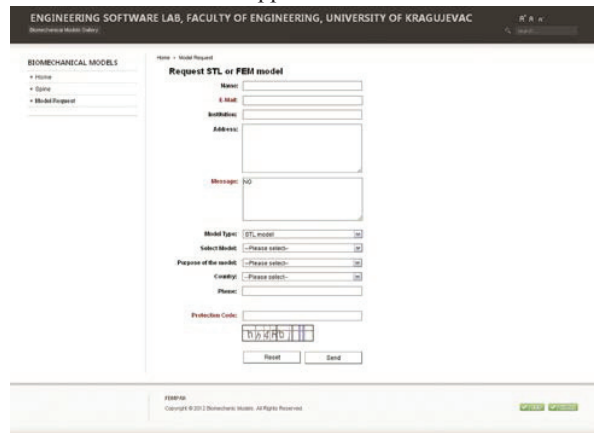 ENGINEERING SOFTWARE LAB, FACULTY OF ENGINEERING, UNIVERSITY OF KRAGUJEVAC
Biomechanical Models Gallery
BIOMECHANICAL MODELS
Home
Spine
Model Request
Home » Model Request
Request STL or FEM model
Name:
E-Mail:
Institution:
Address:
Message: NO
Model Type: STL model
Select Model: --Please select--
Purpose of the model: --Please select--
Country: --Please select--
Phone:
Protection Code:
Reset Send
Copyright © 2012 Biomechanic Models. All Rights Reserved.